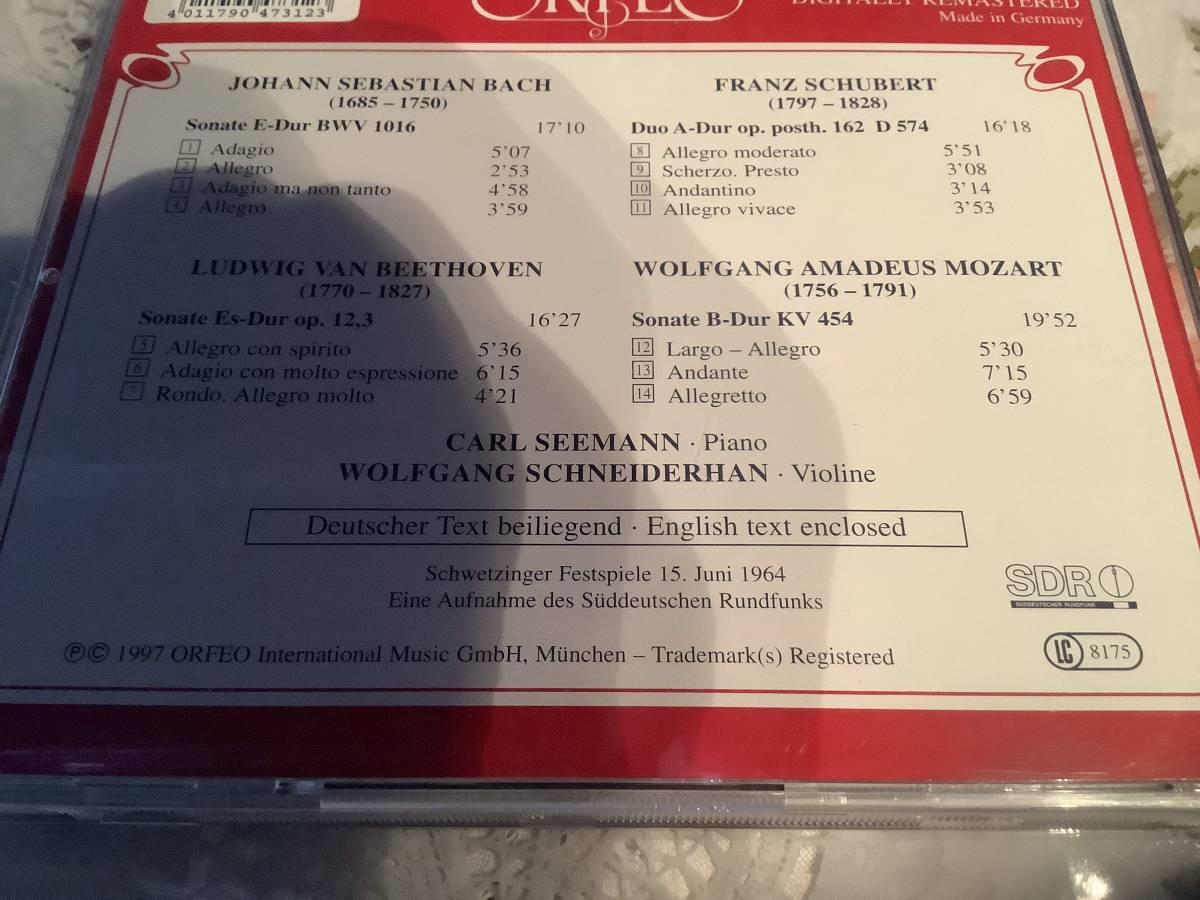 4 011790 473123
ORFEO
DIGITALLY REMASTERED
Made in Germany
JOHANN SEBASTIAN BACH
(1685 – 1750)
Sonate E-Dur BWV 1016 17’10
1 Adagio 5’07
2 Allegro 2’53
3 Adagio ma non tanto 4’58
4 Allegro 3’59
LUDWIG VAN BEETHOVEN
(1770 – 1827)
Sonate Es-Dur op. 12,3 16’27
5 Allegro con spirito 5’36
6 Adagio con molto espressione 6’15
7 Rondo. Allegro molto 4’21
FRANZ SCHUBERT
(1797 – 1828)
Duo A-Dur op. posth. 162 D 574 16’18
8 Allegro moderato 5’51
9 Scherzo. Presto 3’08
10 Andantino 3’14
11 Allegro vivace 3’53
WOLFGANG AMADEUS MOZART
(1756 – 1791)
Sonate B-Dur KV 454 19’52
12 Largo – Allegro 5’30
13 Andante 7’15
14 Allegretto 6’59
CARL SEEMANN · Piano
WOLFGANG SCHNEIDERHAN · Violine
Deutscher Text beiliegend · English text enclosed
Schwetzinger Festspiele 15. Juni 1964
Eine Aufnahme des Süddeutschen Rundfunks
SDR
SÜDDEUTSCHER RUNDFUNK
℗© 1997 ORFEO International Music GmbH, München – Trademark(s) Registered
LC 8175